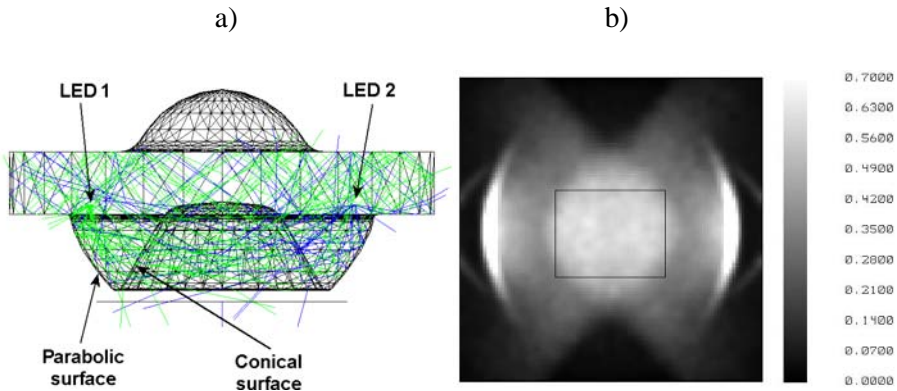 a)
b)
LED 1
LED 2
Parabolic
surface
Conical
surface
0.7000
0.6300
0.5600
0.4900
0.4200
0.3500
0.2800
0.2100
0.1400
0.0700
0.0000